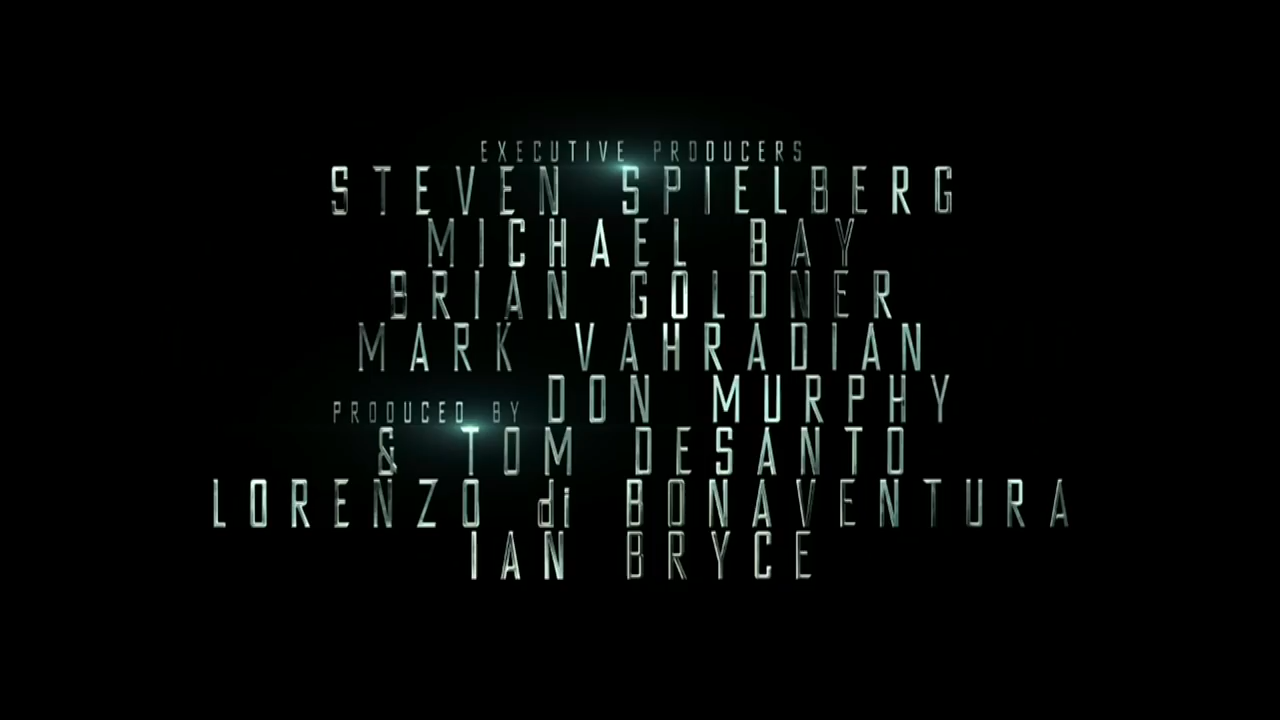 EXECUTIVE PRODUCERS
STEVEN SPIELBERG
MICHAEL BAY
BRIAN GOLDNER
MARK VAHRADIAN
PRODUCED BY DON MURPHY
& TOM DESANTO
LORENZO di BONAVENTURA
IAN BRYCE